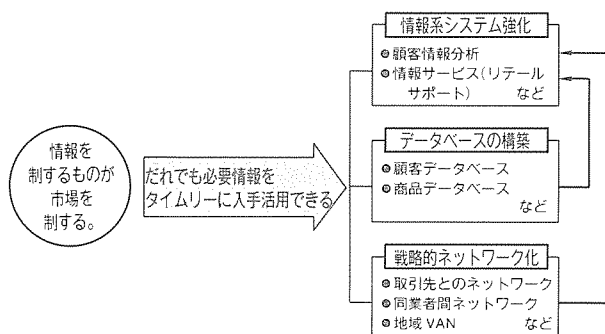 情報を
制するものが
市場を
制する。
だれでも必要情報を
タイムリーに入手活用できる
情報系システム強化
◉顧客情報分析
◉情報サービス(リテール
サポート) など
データベースの構築
◉顧客データベース
◉商品データベース
など
戦略的ネットワーク化
◉取引先とのネットワーク
◉同業者間ネットワーク
◉地域VAN など